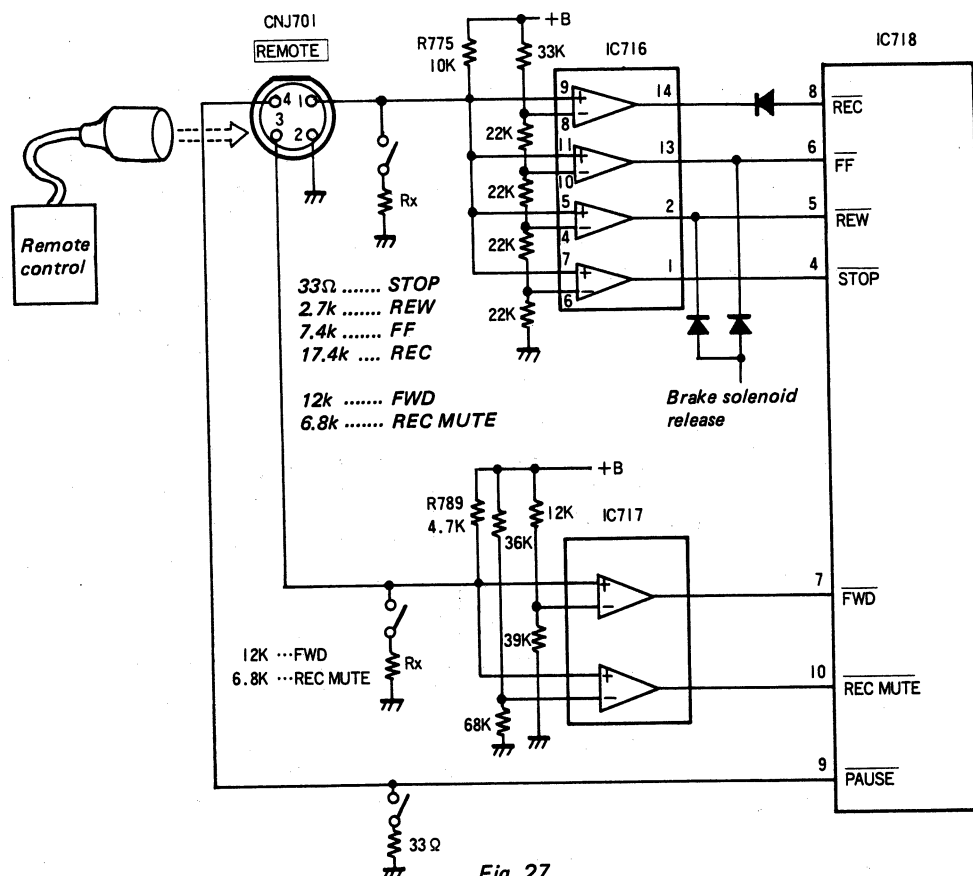 CNJ701
REMOTE
4 1
3 2
Remote
control
+B
R775
10K
33K
22K
22K
22K
22K
Rx
IC716
9
8
11
10
5
4
7
6
+
−
+
−
+
−
+
−
14
13
2
1
IC718
8 REC
6 FF
5 REW
4 STOP
33Ω ....... STOP
2.7k ....... REW
7.4k ....... FF
17.4k .... REC
12k ....... FWD
6.8k ....... REC MUTE
Brake solenoid
release
+B
R789
4.7K
36K
12K
39K
68K
IC717
+
−
+
−
7 FWD
10 REC MUTE
9 PAUSE
12K ···FWD
6.8K ···REC MUTE
Rx
33Ω
Fig. 27